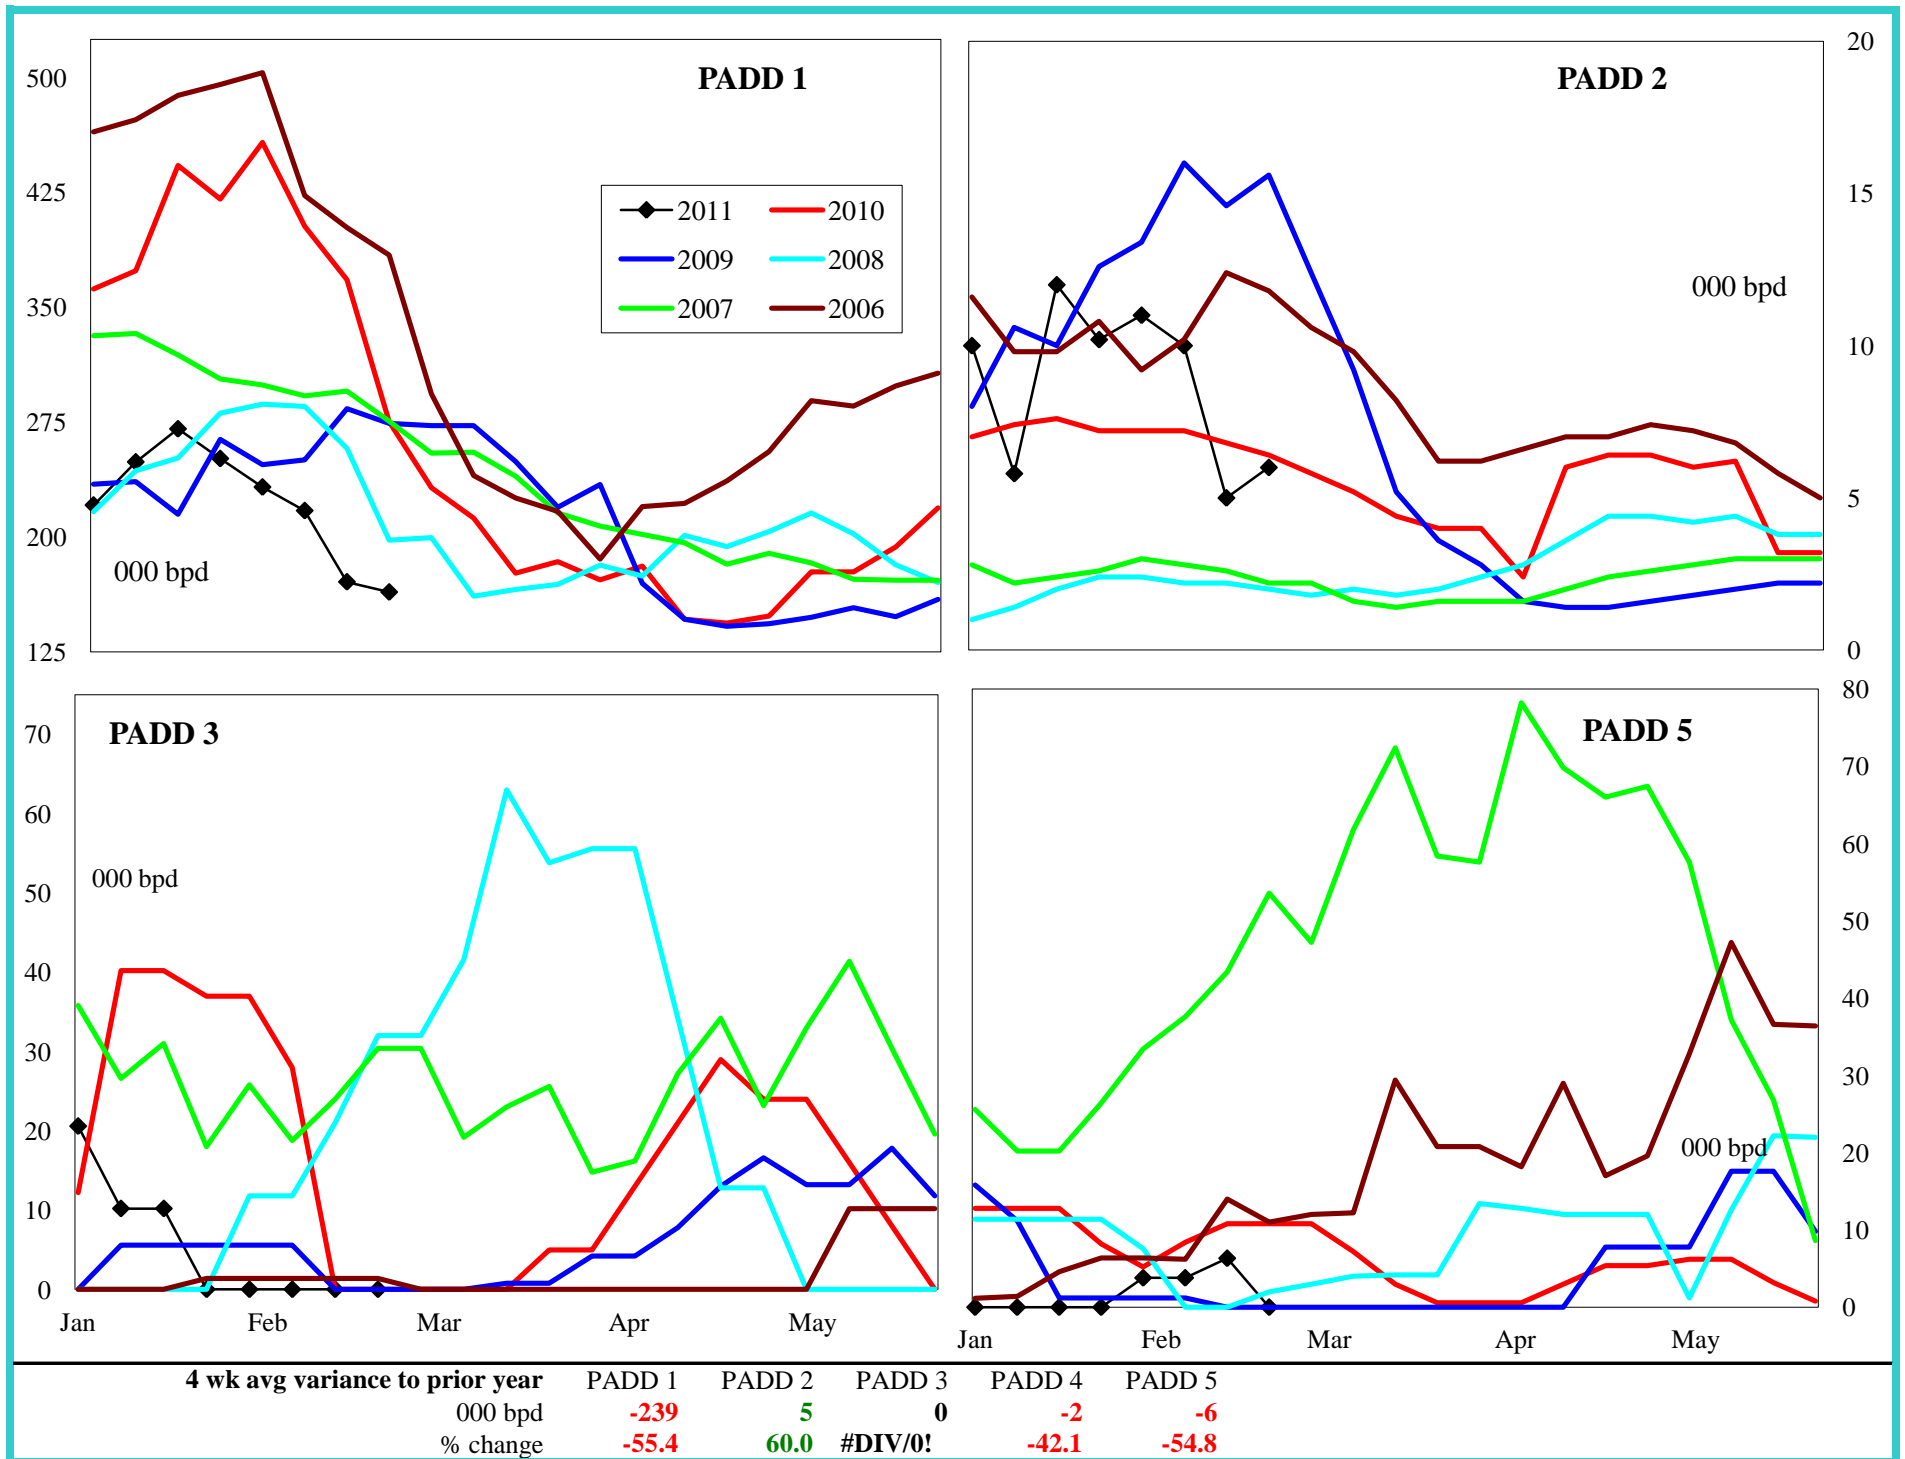 PADD 1
500
425
350
275
200
125
2011 2010
2009 2008
2007 2006
000 bpd
PADD 2
20
15
10
5
0
000 bpd
PADD 3
70
60
50
40
30
20
10
0
000 bpd
Jan Feb Mar Apr May
PADD 5
80
70
60
50
40
30
20
10
0
000 bpd
Jan Feb Mar Apr May
4 wk avg variance to prior year PADD 1 PADD 2 PADD 3 PADD 4 PADD 5
000 bpd -239 5 0 -2 -6
% change -55.4 60.0 #DIV/0! -42.1 -54.8